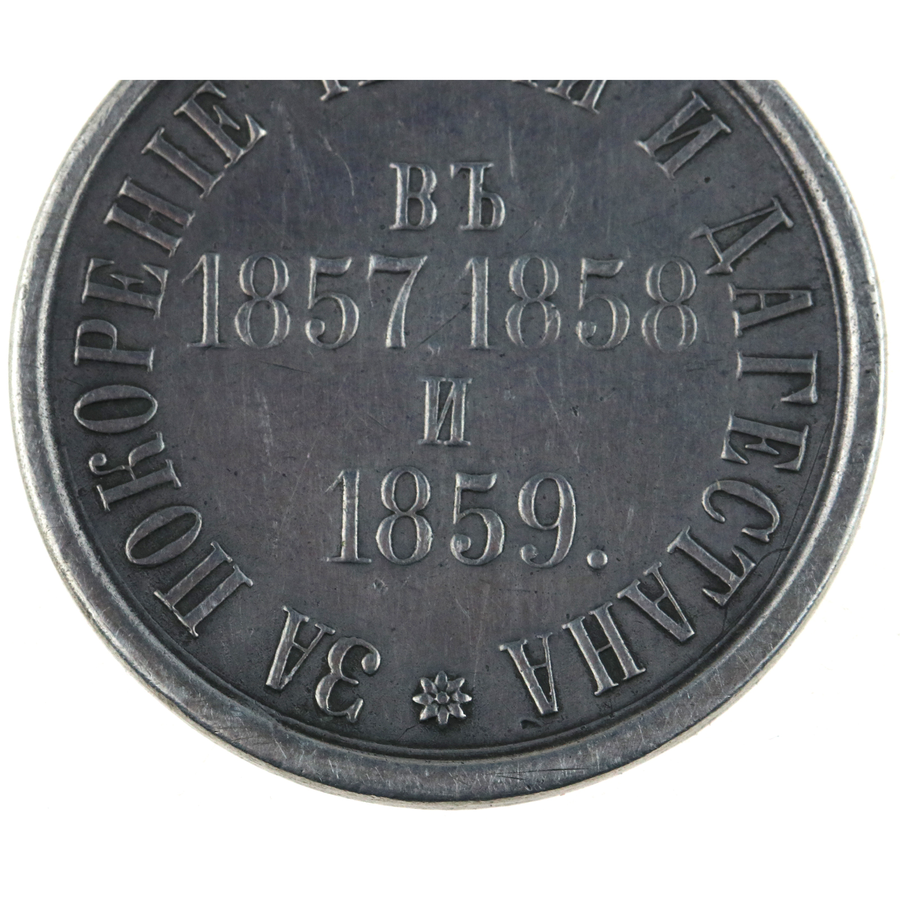 ЗА ПОКОРЕНІЕ И ДАГЕСТАНА
ВЪ
1857, 1858
И
1859.